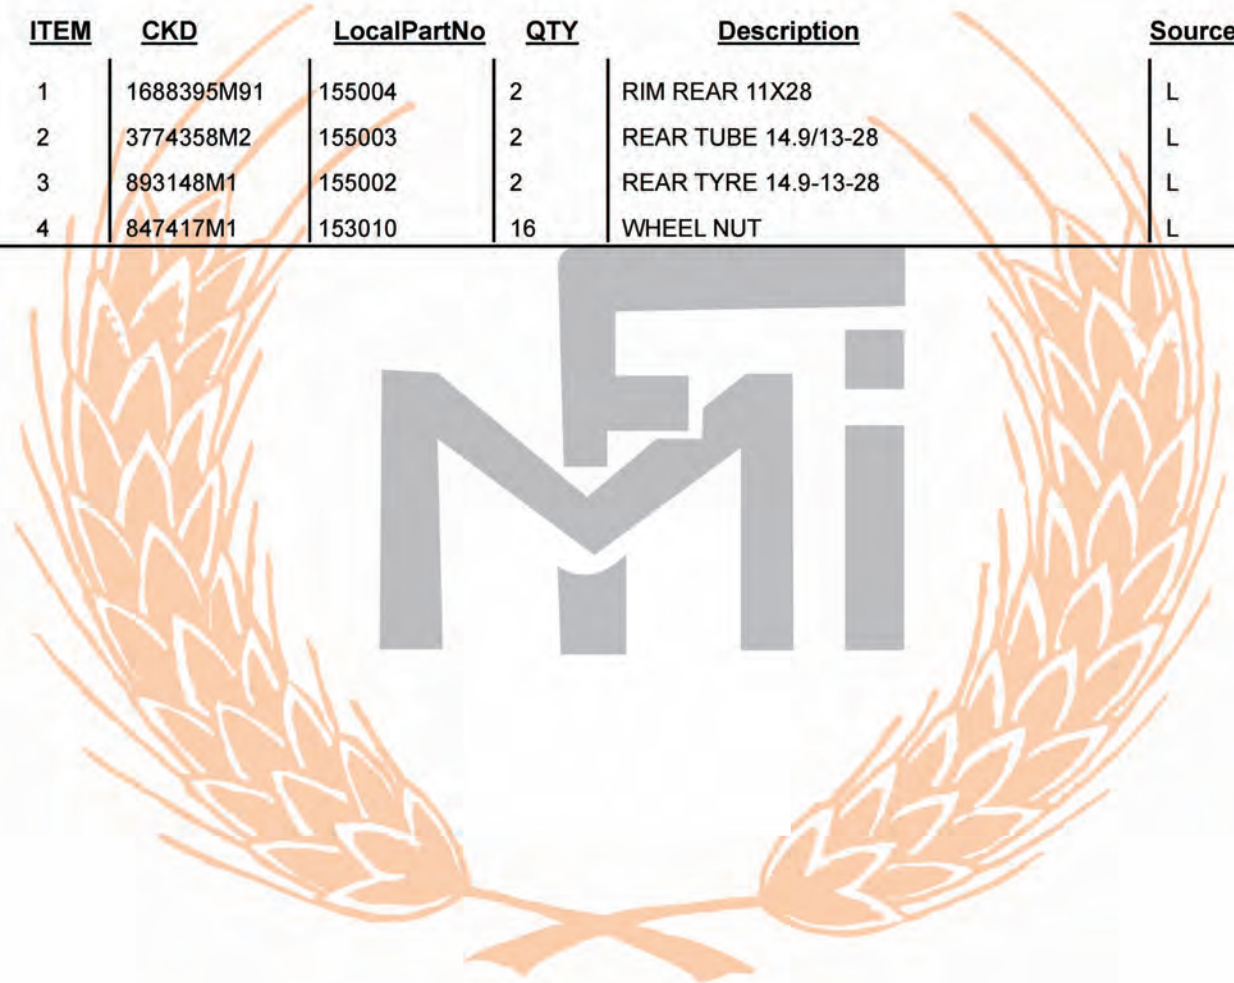 ITEM CKD LocalPartNo QTY Description Source
1 1688395M91 155004 2 RIM REAR 11X28 L
2 3774358M2 155003 2 REAR TUBE 14.9/13-28 L
3 893148M1 155002 2 REAR TYRE 14.9-13-28 L
4 847417M1 153010 16 WHEEL NUT L